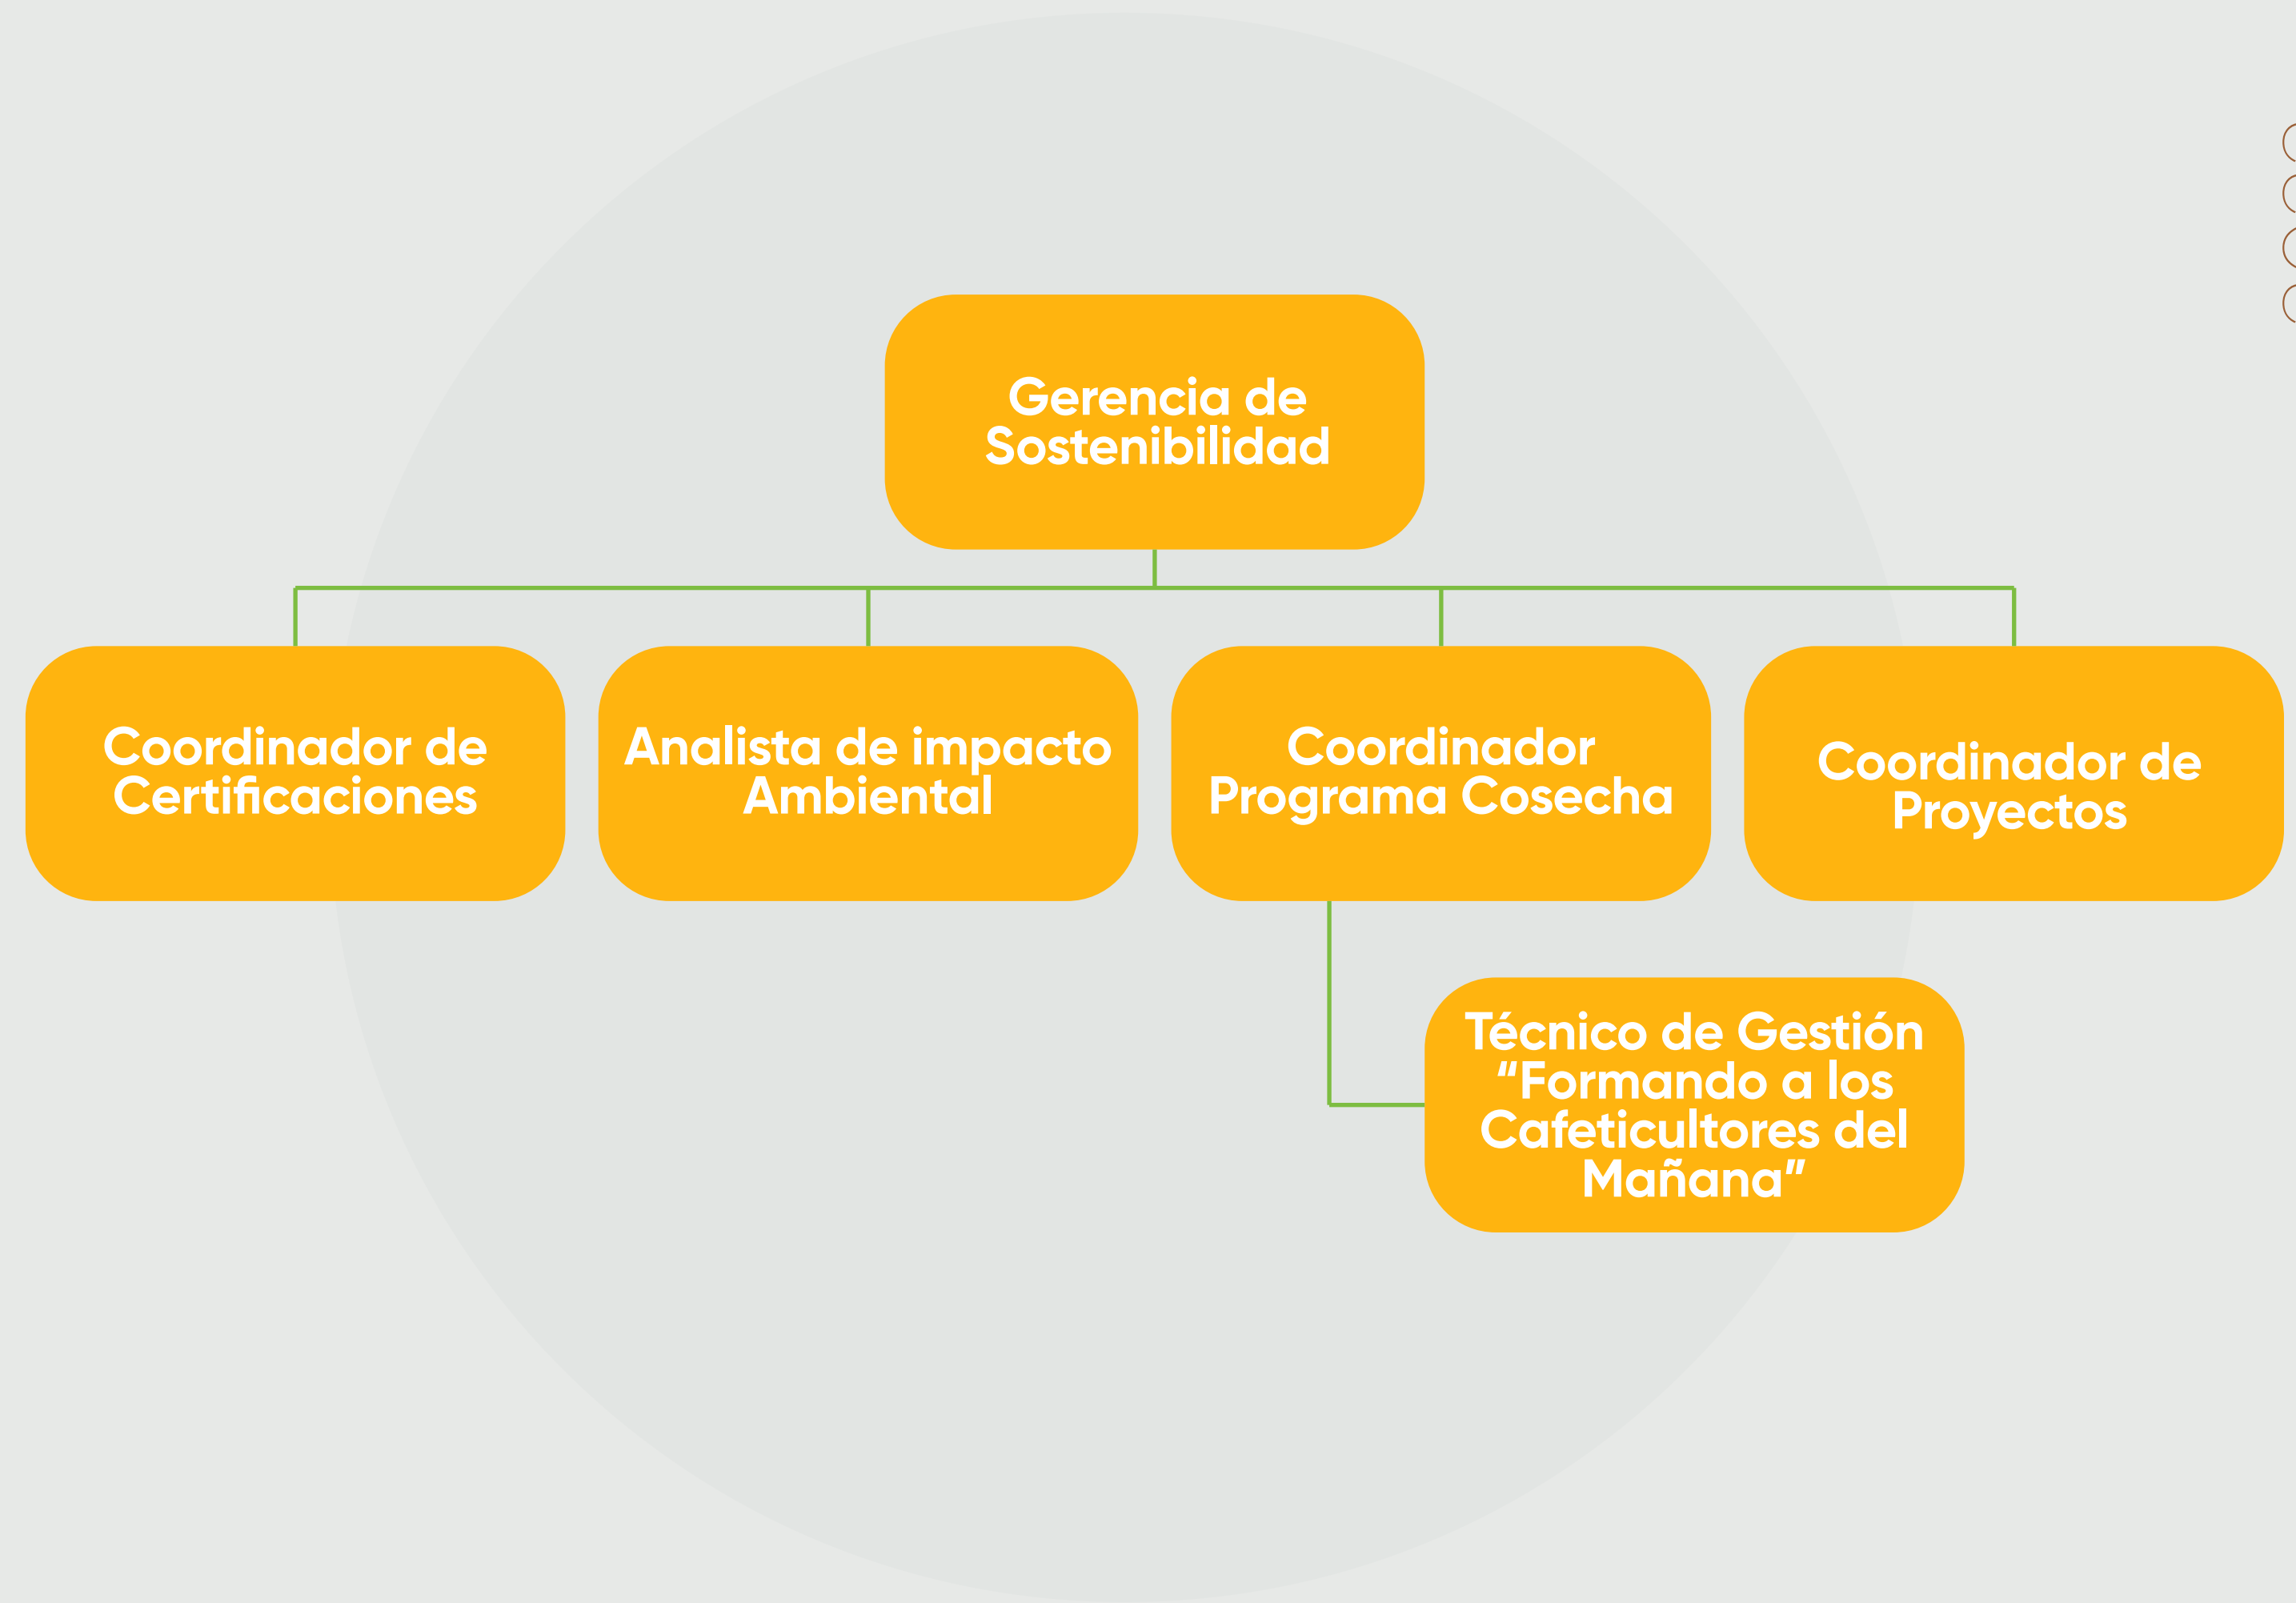 Gerencia de
Sostenibilidad
Coordinador de
Certificaciones
Analista de impacto
Ambiental
Coordinador
Programa Cosecha
Coordinador de
Proyectos
Técnico de Gestión
“Formando a los
Cafeticultores del
Mañana”